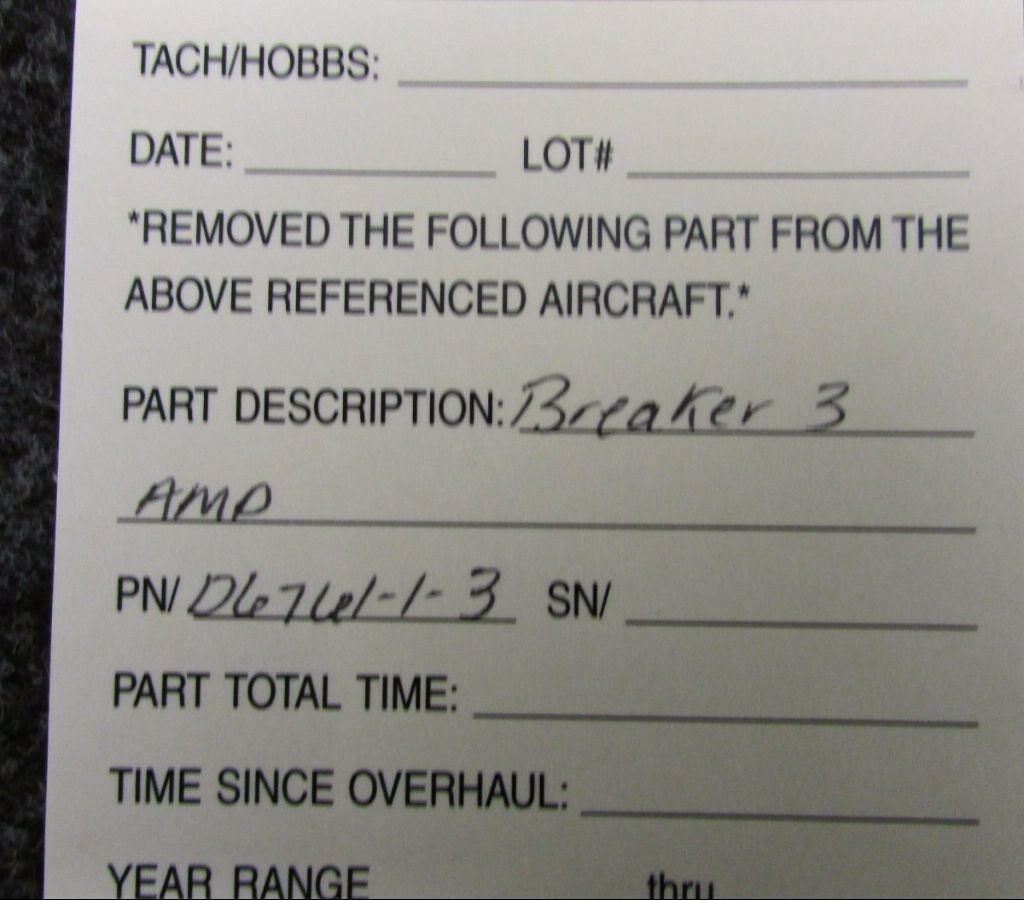 TACH/HOBBS:
DATE: LOT#
*REMOVED THE FOLLOWING PART FROM THE
ABOVE REFERENCED AIRCRAFT.*
PART DESCRIPTION: Breaker 3
AMP
PN/ D6761-1-3 SN/
PART TOTAL TIME:
TIME SINCE OVERHAUL:
YEAR RANGE thru